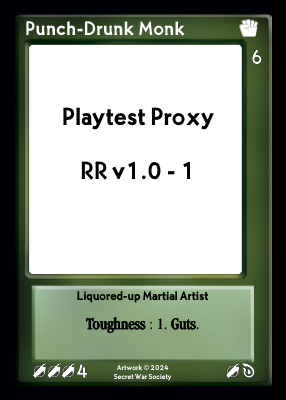 Punch-Drunk Monk
6
Playtest Proxy
RR v1.0 - 1
Liquored-up Martial Artist
Toughness : 1. Guts.
4
Artwork © 2024
Secret War Society